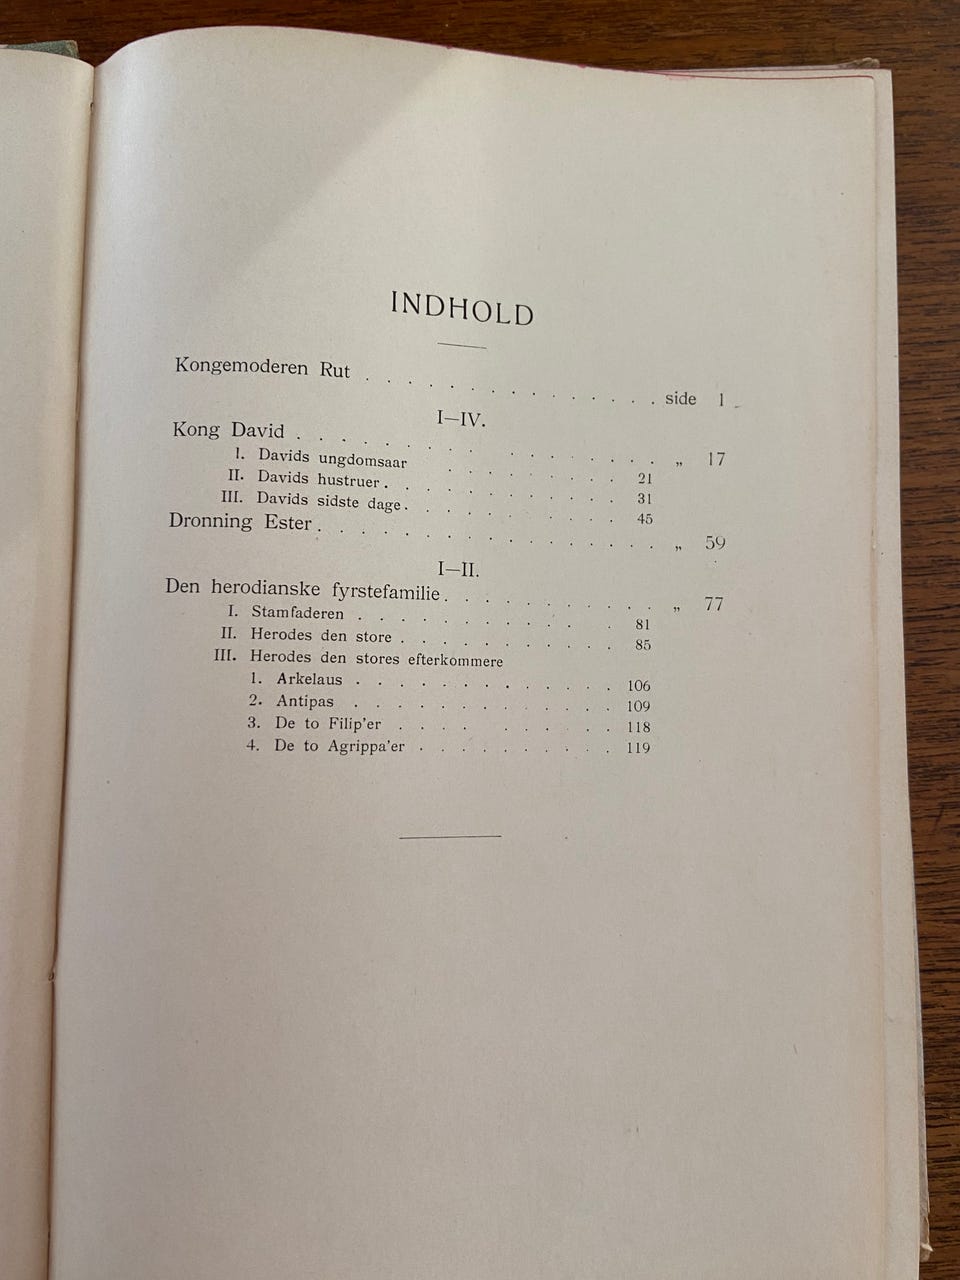 INDHOLD
Kongemoderen Rut . . . . . . . . . . . . . side 1
I—IV.
Kong David . . . . . . . . . . . . . . . . „ 17
I. Davids ungdomsaar . . . . . . . . 21
II. Davids hustruer . . . . . . . . . . 31
III. Davids sidste dage . . . . . . . . . 45
Dronning Ester . . . . . . . . . . . . . . . „ 59
I—II.
Den herodianske fyrstefamilie . . . . . . . . . . „ 77
I. Stamfaderen . . . . . . . . . . . 81
II. Herodes den store . . . . . . . . . . 85
III. Herodes den stores efterkommere
1. Arkelaus . . . . . . . . . . . . 106
2. Antipas . . . . . . . . . . . . 109
3. De to Filip'er . . . . . . . . . . 118
4. De to Agrippa'er . . . . . . . . . 119